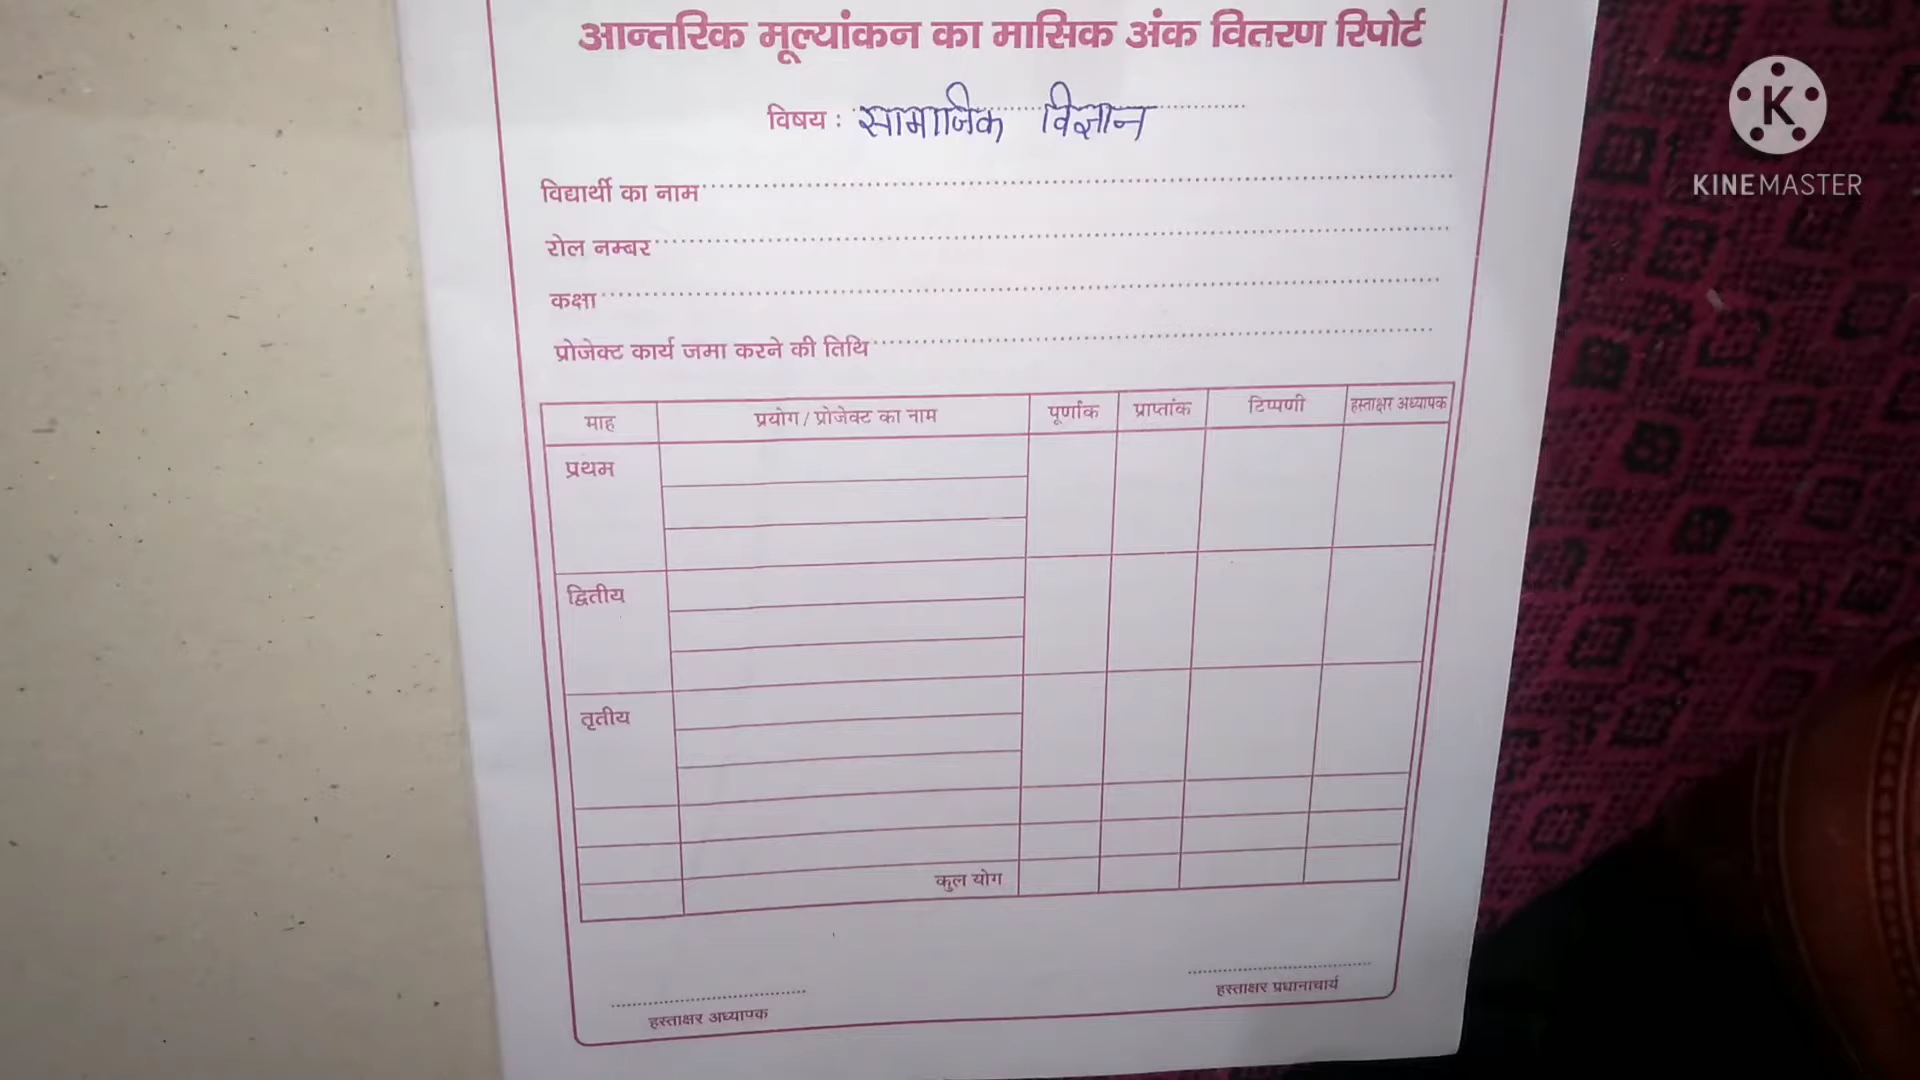 आन्तरिक मूल्यांकन का मासिक अंक वितरण रिपोर्ट
विषय : सामाजिक विज्ञान
K
KINEMASTER
विद्यार्थी का नाम
रोल नम्बर
कक्षा
प्रोजेक्ट कार्य जमा करने की तिथि
माह प्रयोग / प्रोजेक्ट का नाम पूर्णांक प्राप्तांक टिप्पणी हस्ताक्षर अध्यापक
प्रथम
द्वितीय
तृतीय
कुल योग
हस्ताक्षर अध्यापक
हस्ताक्षर प्रधानाचार्य